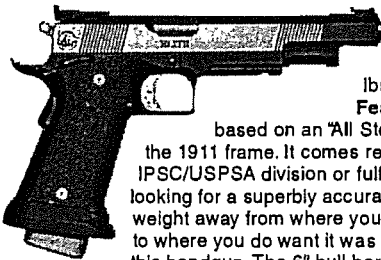 lb
Fea
based on an "All Ste
the 1911 frame. It comes re
IPSC/USPSA division or fulf
looking for a superbly accura
weight away from where you
to where you do want it was
this handgun. The 6" bull bar